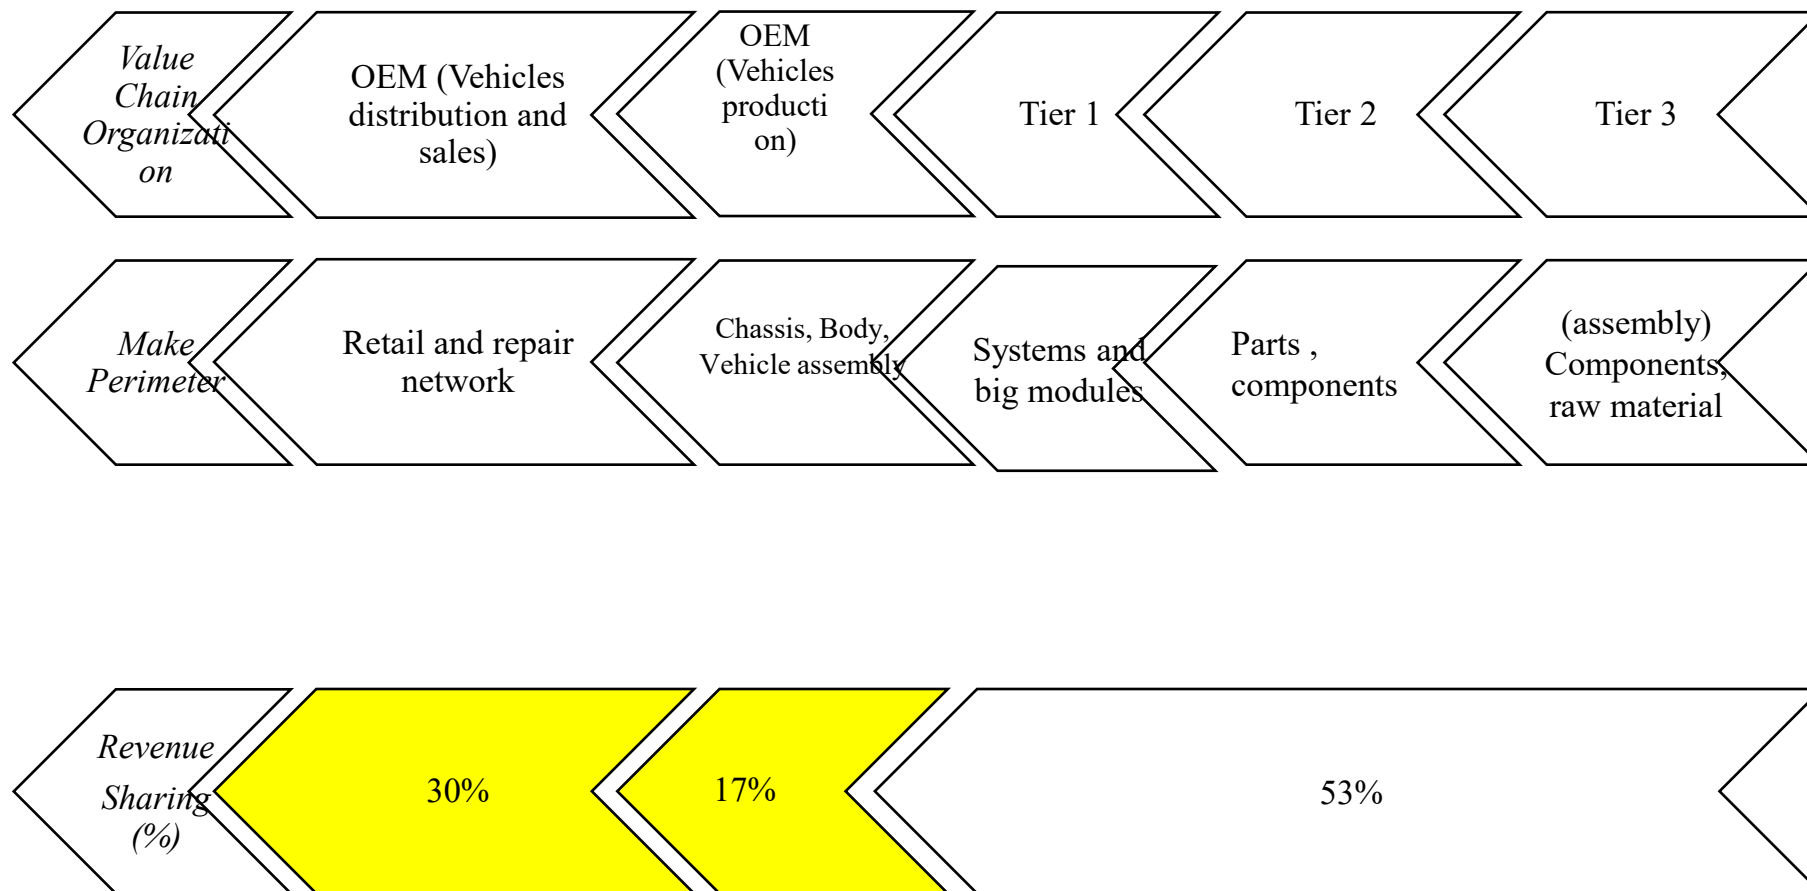 Value
Chain
Organizati
on
OEM (Vehicles
distribution and
sales)
OEM
(Vehicles
producti
on)
Tier 1
Tier 2
Tier 3
Make
Perimeter
Retail and repair
network
Chassis, Body,
Vehicle assembly
Systems and
big modules
Parts ,
components
(assembly)
Components,
raw material
Revenue
Sharing
(%)
30%
17%
53%